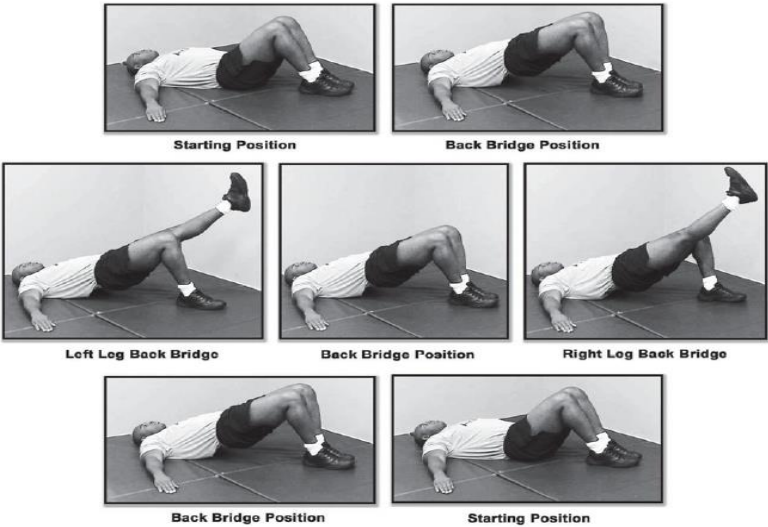 Starting Position
Back Bridge Position
Left Leg Back Bridge
Back Bridge Position
Right Leg Back Bridge
Back Bridge Position
Starting Position